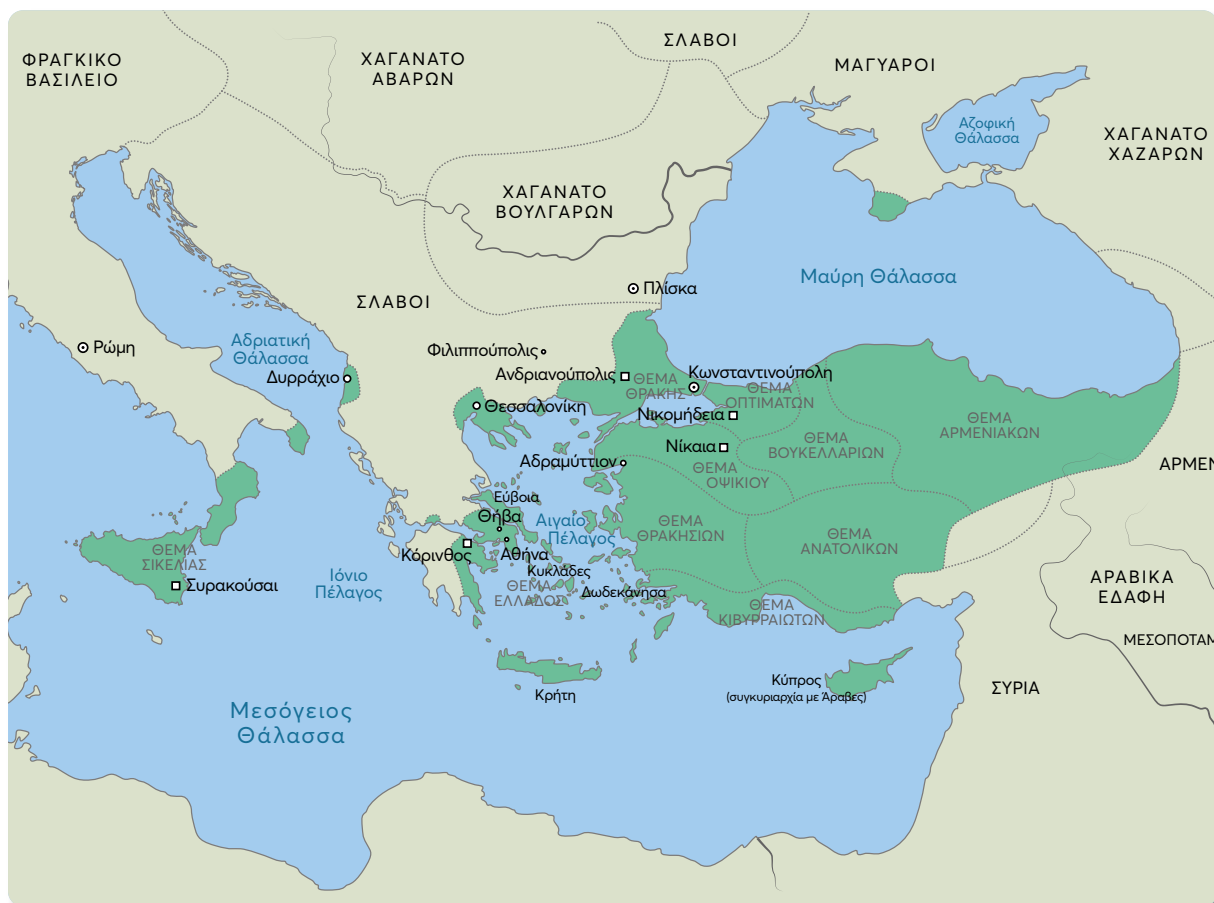 ΦΡΑΓΚΙΚΟ
ΒΑΣΙΛΕΙΟ
ΧΑΓΑΝΑΤΟ
ΑΒΑΡΩΝ
ΣΛΑΒΟΙ
ΜΑΓΥΑΡΟΙ
Αζοφική
Θάλασσα
ΧΑΓΑΝΑΤΟ
ΧΑΖΑΡΩΝ
ΧΑΓΑΝΑΤΟ
ΒΟΥΛΓΑΡΩΝ
Μαύρη Θάλασσα
Πλίσκα
ΣΛΑΒΟΙ
Ρώμη
Αδριατική
Θάλασσα
Δυρράχιο
Φιλιππούπολις
Ανδριανούπολις
ΘΕΜΑ
ΘΡΑΚΗΣ
Κωνσταντινούπολη
ΘΕΜΑ
ΟΠΤΙΜΑΤΩΝ
Θεσσαλονίκη
Νικομήδεια
ΘΕΜΑ
ΑΡΜΕΝΙΑΚΩΝ
ΘΕΜΑ
ΒΟΥΚΕΛΛΑΡΙΩΝ
Νίκαια
Αδραμύττιον
ΘΕΜΑ
ΟΨΙΚΙΟΥ
ΑΡΜΕΝ
Εύβοια
Θήβα
Αιγαίο
Πέλαγος
ΘΕΜΑ
ΘΡΑΚΗΣΙΩΝ
ΘΕΜΑ
ΑΝΑΤΟΛΙΚΩΝ
Κόρινθος
Αθήνα
ΘΕΜΑ
ΣΙΚΕΛΙΑΣ
Συρακούσαι
Ιόνιο
Πέλαγος
Κυκλάδες
ΘΕΜΑ
ΕΛΛΑΔΟΣ
Δωδεκανήσα
ΘΕΜΑ
ΚΙΒΥΡΡΑΙΩΤΩΝ
ΑΡΑΒΙΚΑ
ΕΔΑΦΗ
ΜΕΣΟΠΟΤΑΜ
Κρήτη
Κύπρος
(συγκυριαρχία με Άραβες)
ΣΥΡΙΑ
Μεσόγειος
Θάλασσα